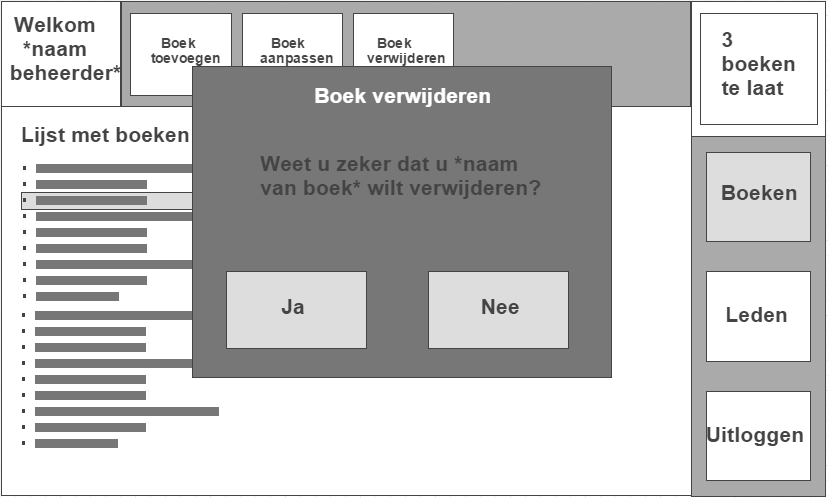 Welkom
*naam
beheerder*
Boek
toevoegen
Boek
aanpassen
Boek
verwijderen
3
boeken
te laat
Lijst met boeken
Boek verwijderen
Weet u zeker dat u *naam
van boek* wilt verwijderen?
Ja
Nee
Boeken
Leden
Uitloggen